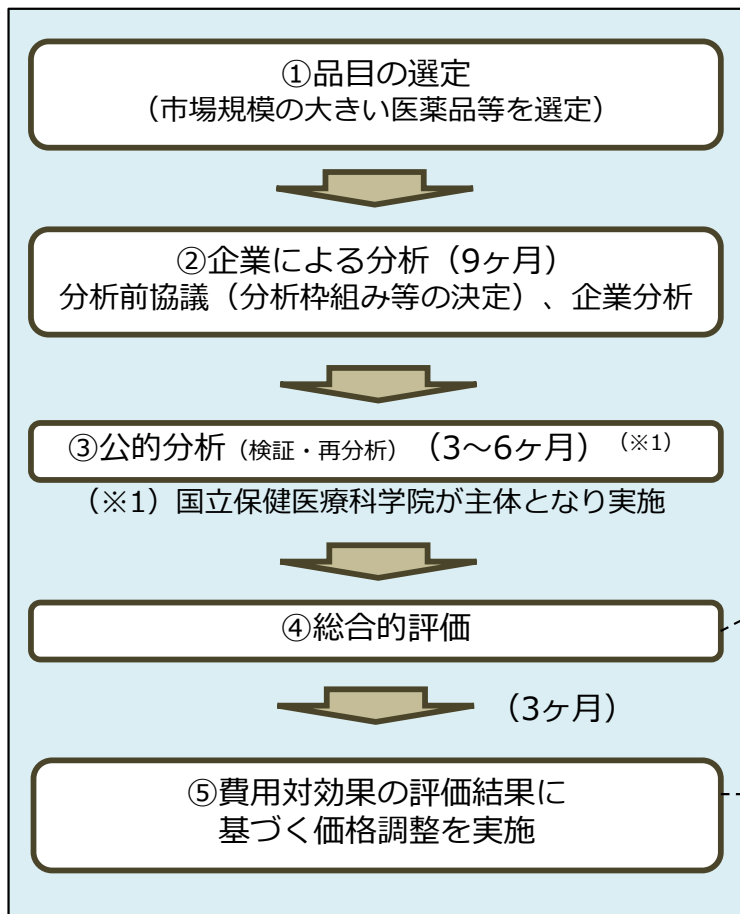 ①品目の選定
（市場規模の大きい医薬品等を選定）
②企業による分析（9ヶ月）
分析前協議（分析枠組み等の決定）、企業分析
③公的分析（検証・再分析）（3～6ヶ月）（※1）
（※1）国立保健医療科学院が主体となり実施
④総合的評価
（3ヶ月）
⑤費用対効果の評価結果に
基づく価格調整を実施